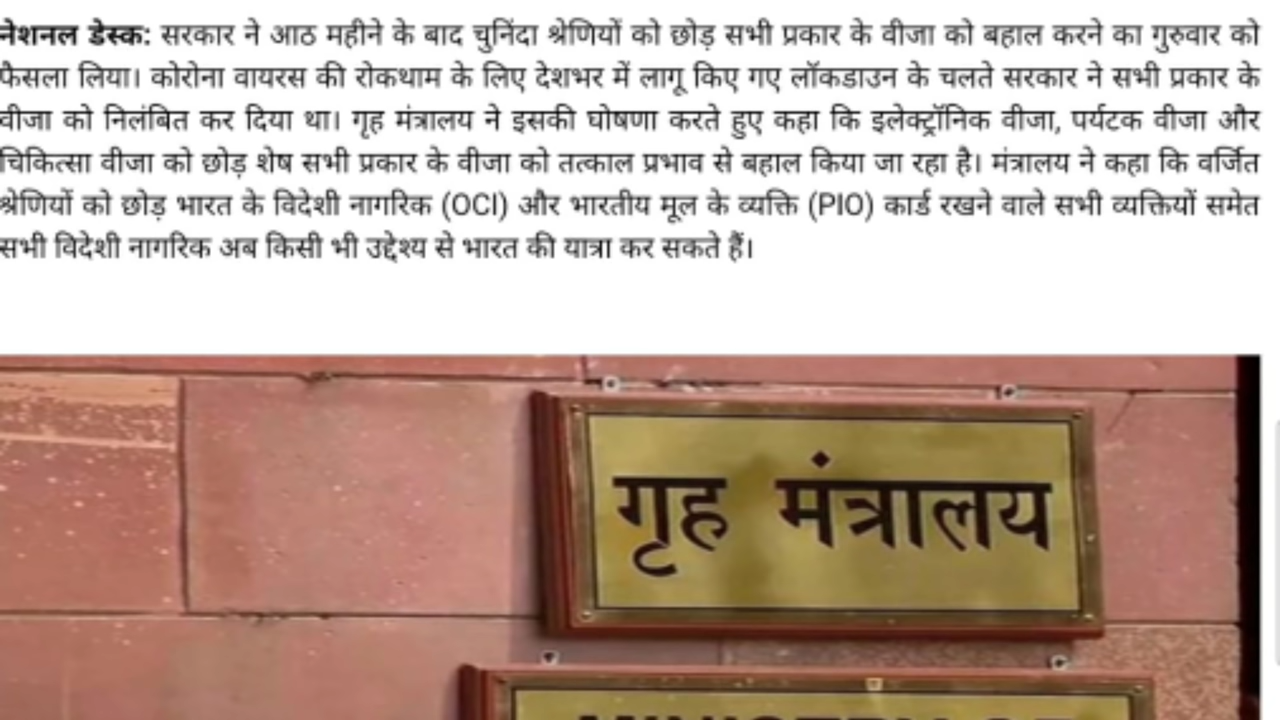 नेशनल डेस्क: सरकार ने आठ महीने के बाद चुनिंदा श्रेणियों को छोड़ सभी प्रकार के वीजा को बहाल करने का गुरुवार को
फैसला लिया। कोरोना वायरस की रोकथाम के लिए देशभर में लागू किए गए लॉकडाउन के चलते सरकार ने सभी प्रकार के
वीजा को निलंबित कर दिया था। गृह मंत्रालय ने इसकी घोषणा करते हुए कहा कि इलेक्ट्रॉनिक वीजा, पर्यटक वीजा और
चिकित्सा वीजा को छोड़ शेष सभी प्रकार के वीजा को तत्काल प्रभाव से बहाल किया जा रहा है। मंत्रालय ने कहा कि वर्जित
श्रेणियों को छोड़ भारत के विदेशी नागरिक (OCI) और भारतीय मूल के व्यक्ति (PIO) कार्ड रखने वाले सभी व्यक्तियों समेत
सभी विदेशी नागरिक अब किसी भी उद्देश्य से भारत की यात्रा कर सकते हैं।
गृह मंत्रालय